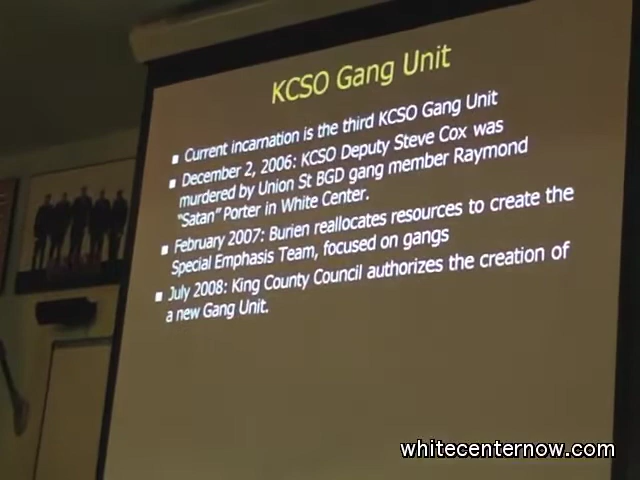 KCSO Gang Unit
▪ Current incarnation is the third KCSO Gang Unit
▪ December 2, 2006: KCSO Deputy Steve Cox was
murdered by Union St BGD gang member Raymond
“Satan” Porter in White Center.
▪ February 2007: Burien reallocates resources to create the
Special Emphasis Team, focused on gangs
▪ July 2008: King County Council authorizes the creation of
a new Gang Unit.
whitecenternow.com